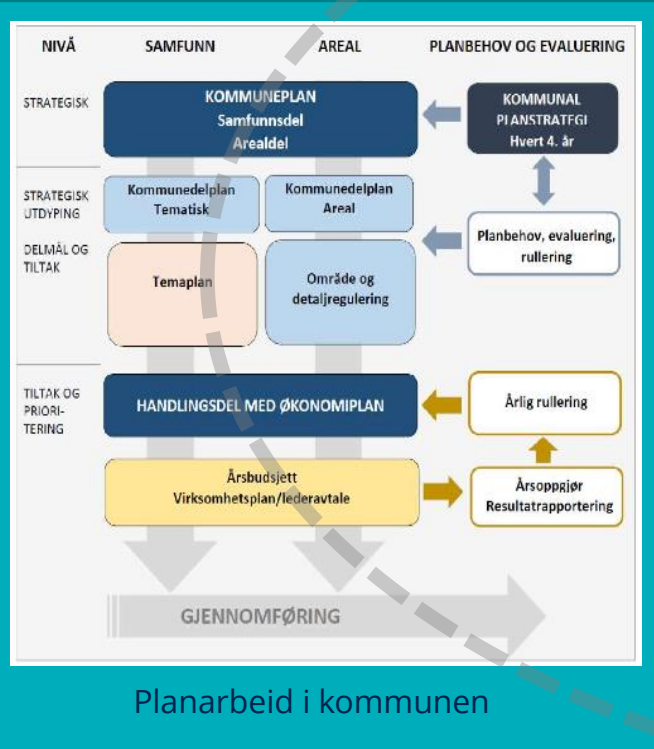 NIVÅ
SAMFUNN
AREAL
PLANBEHOV OG EVALUERING
STRATEGISK
KOMMUNEPLAN
Samfunnsdel
Arealdel
KOMMUNAL
PLANSTRATEGI
Hvert 4. år
STRATEGISK
UTDYPING
Kommunedelplan
Tematisk
Kommunedelplan
Areal
Planbehov, evaluering,
rullering
DELMÅL OG
TILTAK
Temaplan
Område og
detaljregulering
TILTAK OG
PRIORI-
TERING
HANDLINGSDEL MED ØKONOMIPLAN
Årlig rullering
Årsbudsjett
Virksomhetsplan/lederavtale
Årsoppgjør
Resultatrapportering
GJENNOMFØRING
Planarbeid i kommunen